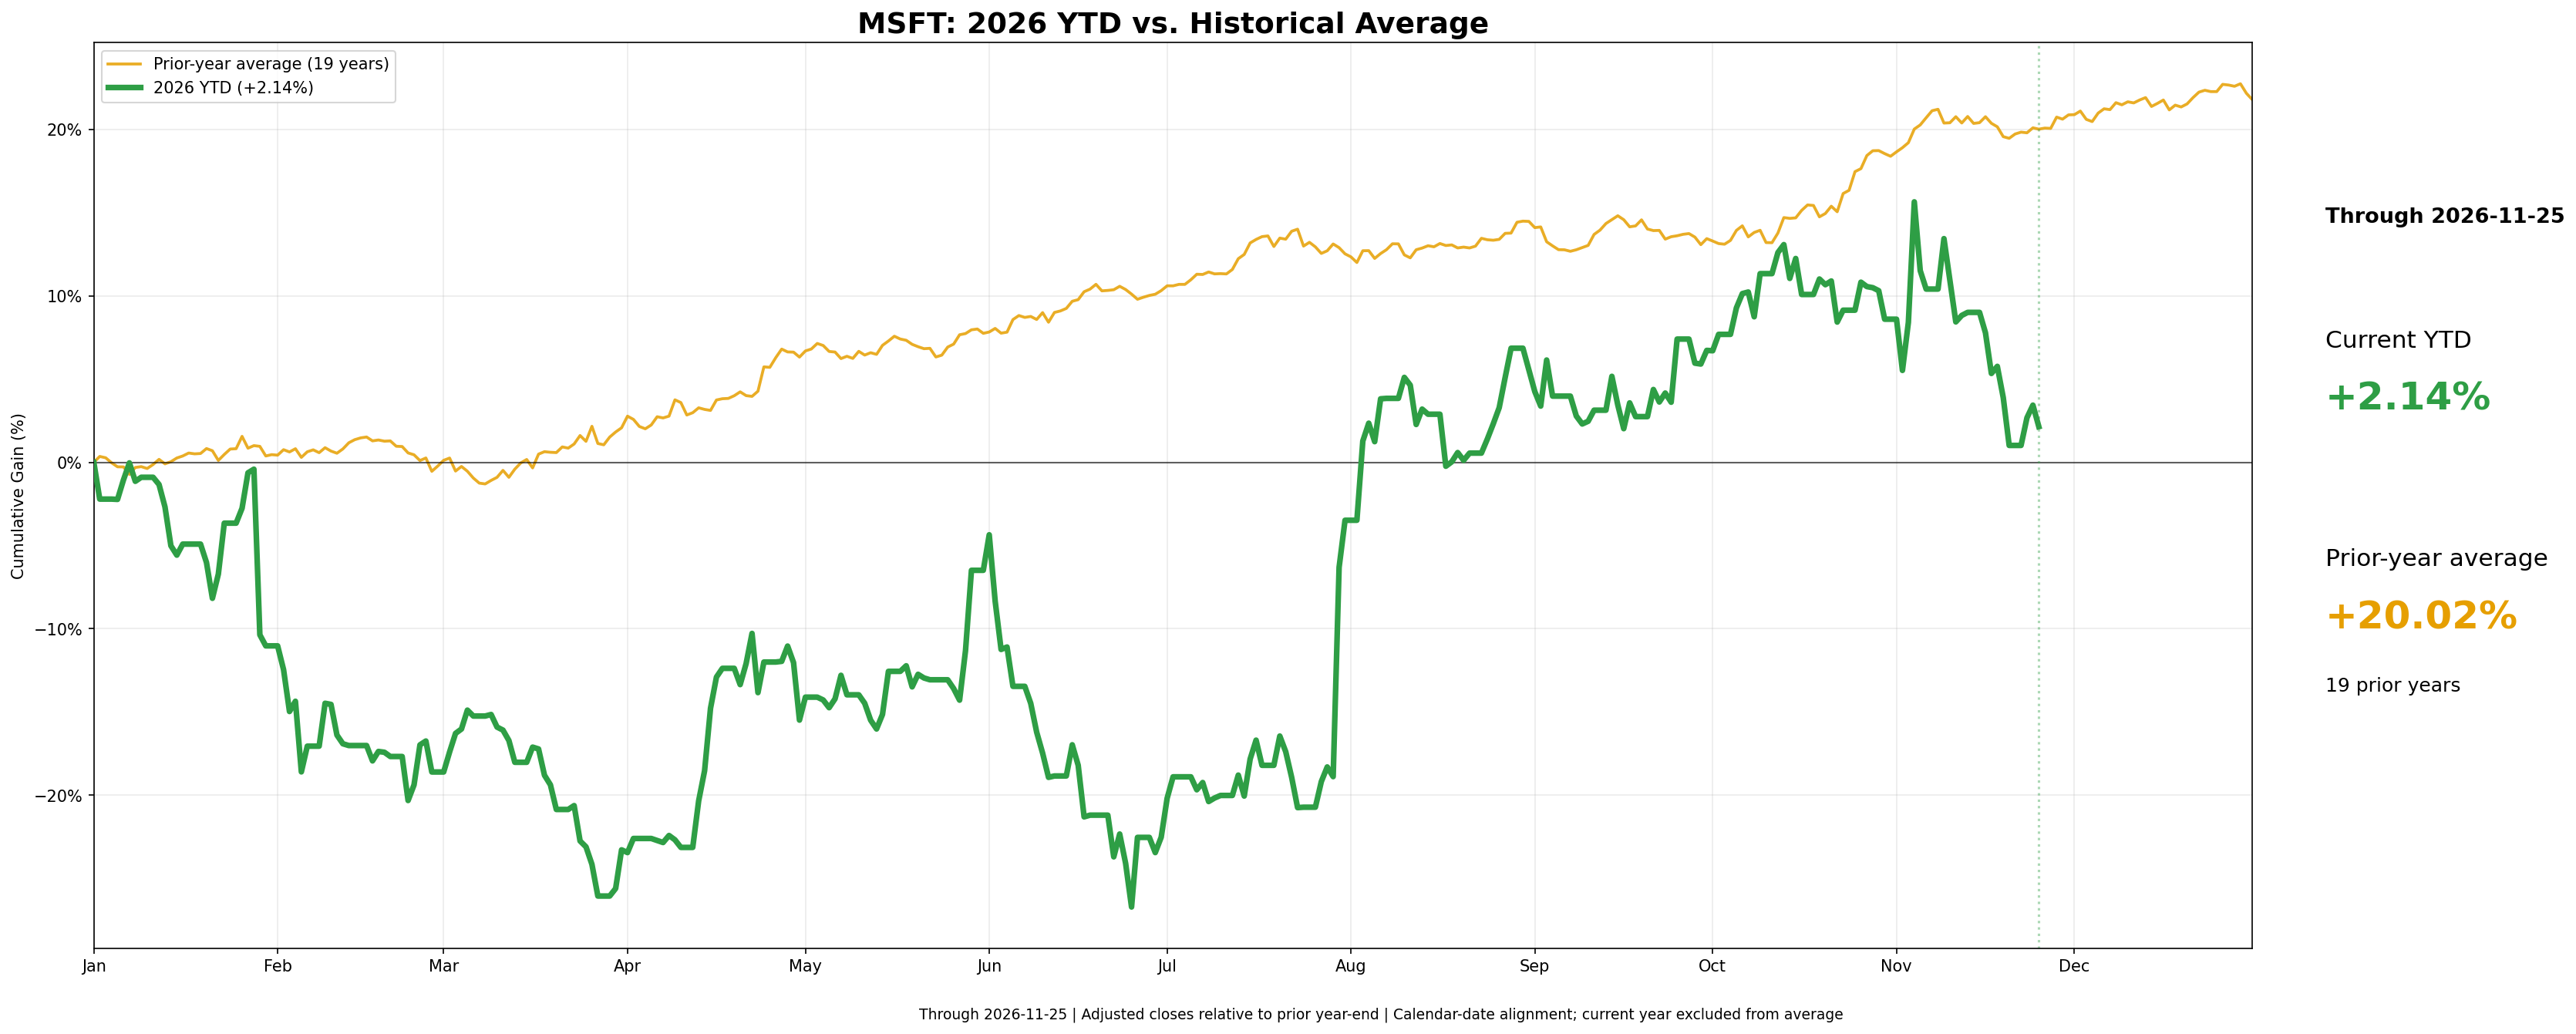 MSFT: 2026 YTD vs. Historical Average
Prior-year average (19 years)
2026 YTD (+2.14%)
Cumulative Gain (%)
20%
10%
0%
−10%
−20%
Jan
Feb
Mar
Apr
May
Jun
Jul
Aug
Sep
Oct
Nov
Dec
Through 2026-11-25
Current YTD
+2.14%
Prior-year average
+20.02%
19 prior years
Through 2026-11-25 | Adjusted closes relative to prior year-end | Calendar-date alignment; current year excluded from average